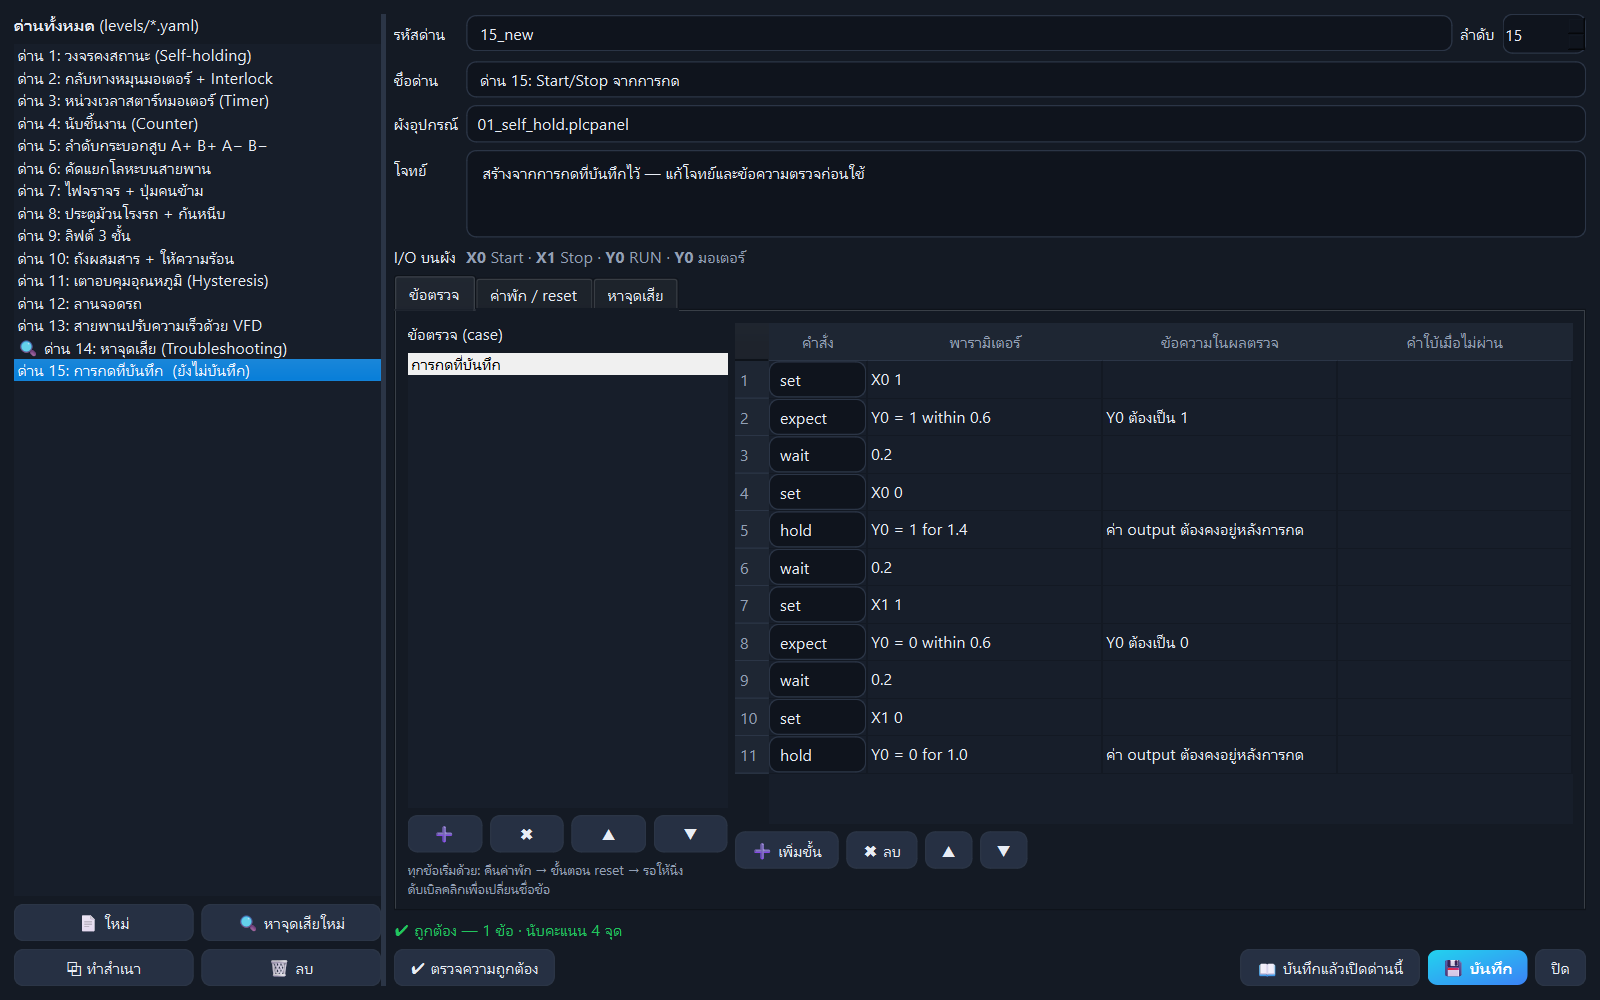 ด่านทั้งหมด (levels/*.yaml)
ด่าน 1: วงจรคงสถานะ (Self-holding)
ด่าน 2: กลับทางหมุนมอเตอร์ + Interlock
ด่าน 3: หน่วงเวลาสตาร์ทมอเตอร์ (Timer)
ด่าน 4: นับชิ้นงาน (Counter)
ด่าน 5: ลำดับกระบอกสูบ A+ B+ A− B−
ด่าน 6: คัดแยกโลหะบนสายพาน
ด่าน 7: ไฟจราจร + ปุ่มคนข้าม
ด่าน 8: ประตูม้วนโรงรถ + กันหนีบ
ด่าน 9: ลิฟต์ 3 ชั้น
ด่าน 10: ถังผสมสาร + ให้ความร้อน
ด่าน 11: เตาอบคุมอุณหภูมิ (Hysteresis)
ด่าน 12: ลานจอดรถ
ด่าน 13: สายพานปรับความเร็วด้วย VFD
🔍 ด่าน 14: หาจุดเสีย (Troubleshooting)
ด่าน 15: การกดที่บันทึก (ยังไม่บันทึก)
📄 ใหม่
🔍 หาจุดเสียใหม่
ทำสำเนา
🗑 ลบ
รหัสด่าน 15_new ลำดับ 15
ชื่อด่าน ด่าน 15: Start/Stop จากการกด
ผังอุปกรณ์ 01_self_hold.plcpanel
โจทย์ สร้างจากการกดที่บันทึกไว้ — แก้โจทย์และข้อความตรวจก่อนใช้
I/O บนผัง X0 Start · X1 Stop · Y0 RUN · Y0 มอเตอร์
ข้อตรวจ ค่าพัก / reset หาจุดเสีย
ข้อตรวจ (case)
การกดที่บันทึก
➕ ✖ ▲ ▼
ทุกข้อเริ่มด้วย: คืนค่าพัก → ขั้นตอน reset → รอให้นิ่ง
ดับเบิลคลิกเพื่อเปลี่ยนชื่อข้อ
คำสั่ง พารามิเตอร์ ข้อความในผลตรวจ คำใบ้เมื่อไม่ผ่าน
1 set X0 1
2 expect Y0 = 1 within 0.6 Y0 ต้องเป็น 1
3 wait 0.2
4 set X0 0
5 hold Y0 = 1 for 1.4 ค่า output ต้องคงอยู่หลังการกด
6 wait 0.2
7 set X1 1
8 expect Y0 = 0 within 0.6 Y0 ต้องเป็น 0
9 wait 0.2
10 set X1 0
11 hold Y0 = 0 for 1.0 ค่า output ต้องคงอยู่หลังการกด
➕ เพิ่มขั้น ✖ ลบ ▲ ▼
✔ ถูกต้อง — 1 ข้อ · นับคะแนน 4 จุด
✔ ตรวจความถูกต้อง
📖 บันทึกแล้วเปิดด่านนี้
💾 บันทึก
ปิด